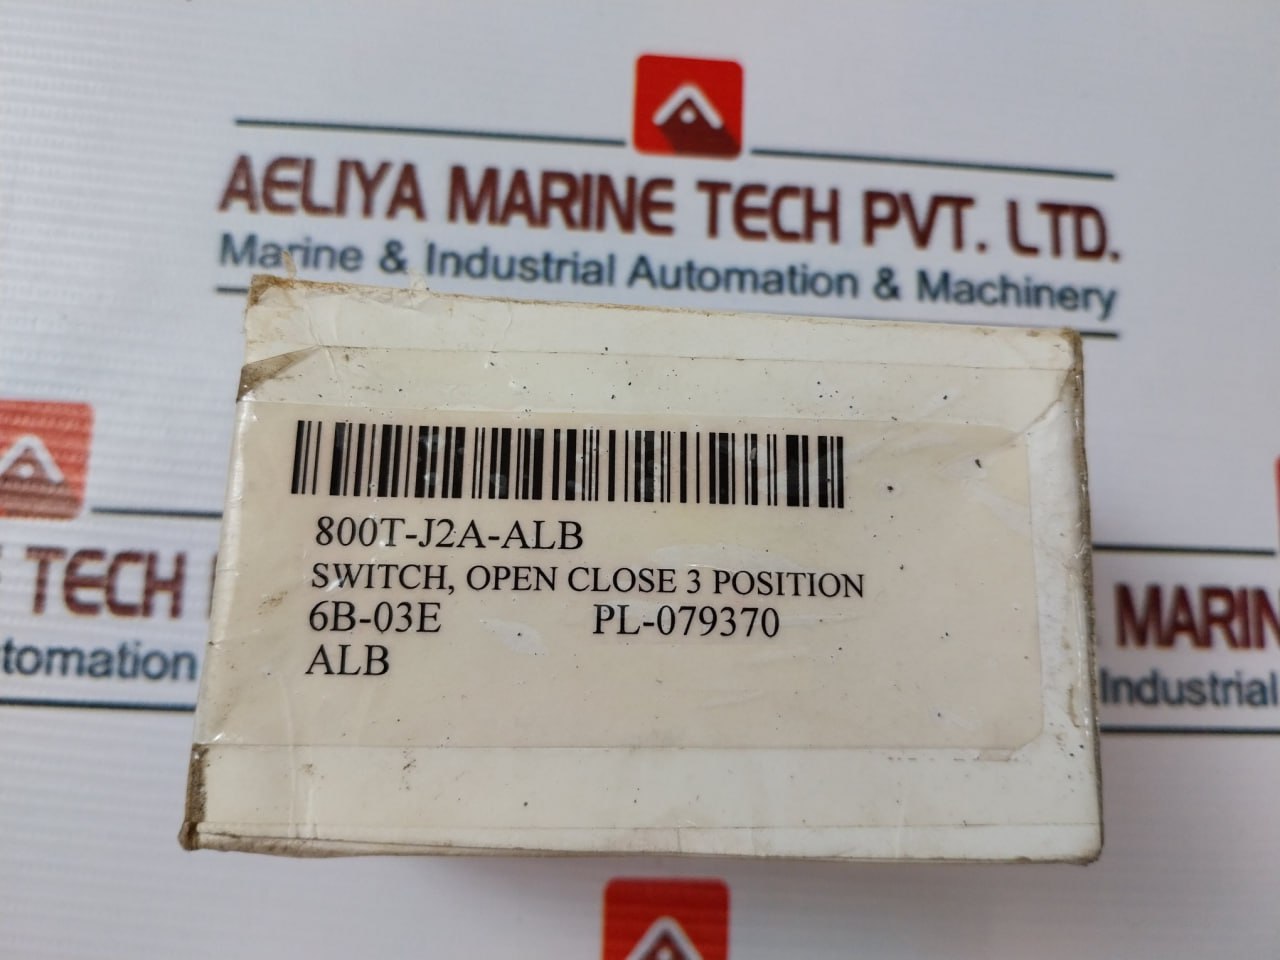 AELIYA MARINE TECH PVT. LTD.
Marine & Industrial Automation & Machinery
800T-J2A-ALB
SWITCH, OPEN CLOSE 3 POSITION
6B-03E PL-079370
ALB
TECH
tomation
MARIN
Industrial